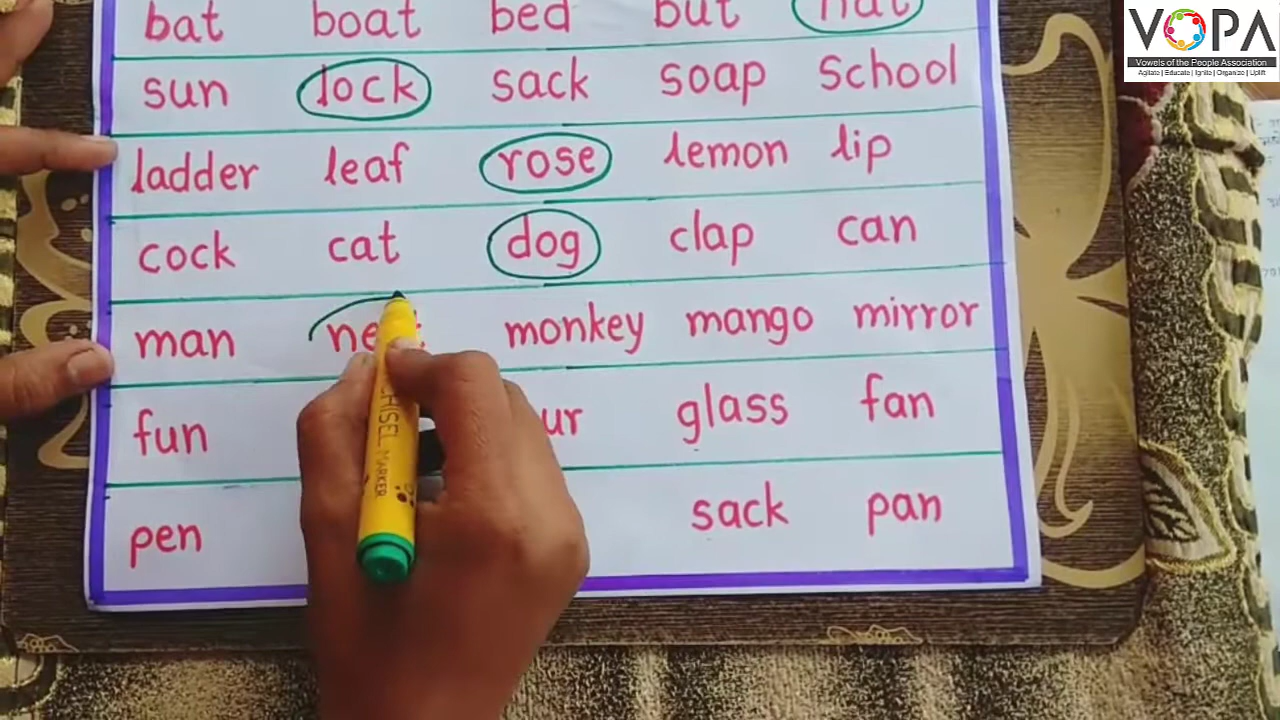 bat boat bed but
sun lock sack soap School
ladder leaf rose lemon lip
cock cat dog clap can
man monkey mango mirror
fun glass fan
pen sack pan
CHISEL MARKER
VOPA
Vowels of the People Association
Agitate | Educate | Ignite | Organize | Uplift